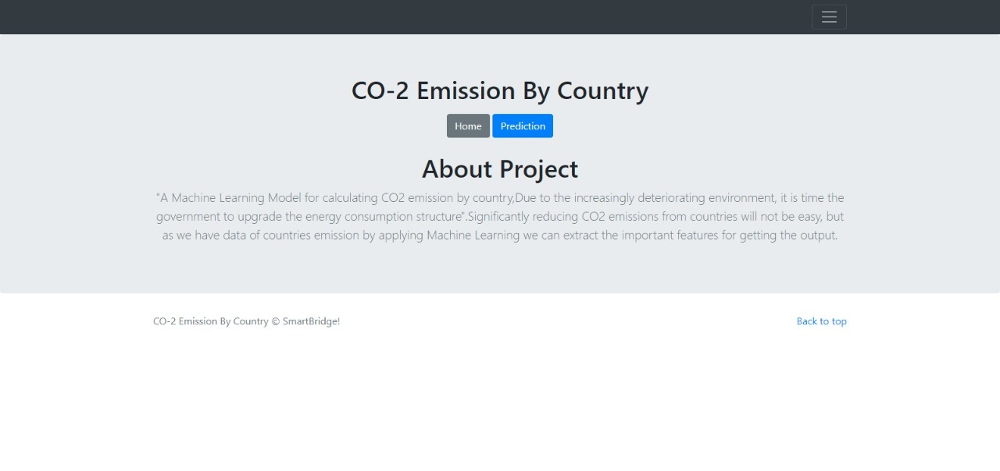 CO-2 Emission By Country
Home Prediction
About Project
"A Machine Learning Model for calculating CO2 emission by country,Due to the increasingly deteriorating environment, it is time the
government to upgrade the energy consumption structure".Significantly reducing CO2 emissions from countries will not be easy, but
as we have data of countries emission by applying Machine Learning we can extract the important features for getting the output.
CO-2 Emission By Country © SmartBridge! Back to top